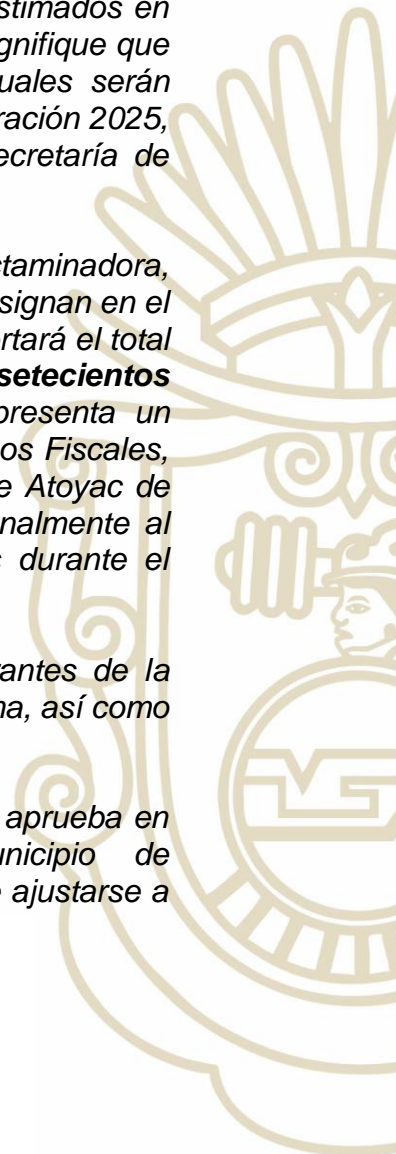 stimados en
gnifique que
uales serán
ración 2025,
ecretaría de
taminadora,
signan en el
rtará el total
setecientos
presenta un
os Fiscales,
e Atoyac de
nalmente al
durante el
rantes de la
na, así como
aprueba en
unicipio de
e ajustarse a